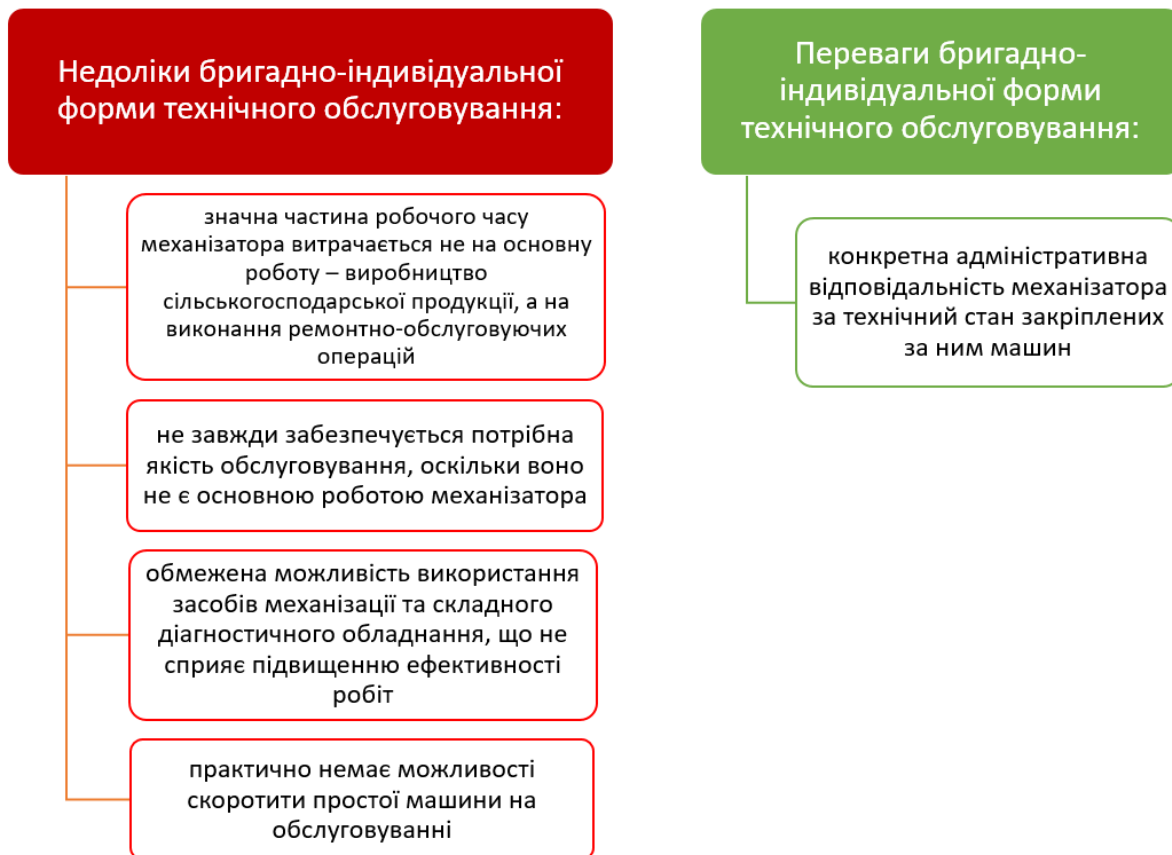 Недоліки бригадно-індивідуальної
форми технічного обслуговування:
значна частина робочого часу
механізатора витрачається не на основну
роботу – виробництво
сільськогосподарської продукції, а на
виконання ремонтно-обслуговуючих
операцій
не завжди забезпечується потрібна
якість обслуговування, оскільки воно
не є основною роботою механізатора
обмежена можливість використання
засобів механізації та складного
діагностичного обладнання, що не
сприяє підвищенню ефективності
робіт
практично немає можливості
скоротити простої машини на
обслуговуванні
Переваги бригадно-
індивідуальної форми
технічного обслуговування:
конкретна адміністративна
відповідальність механізатора
за технічний стан закріплених
за ним машин